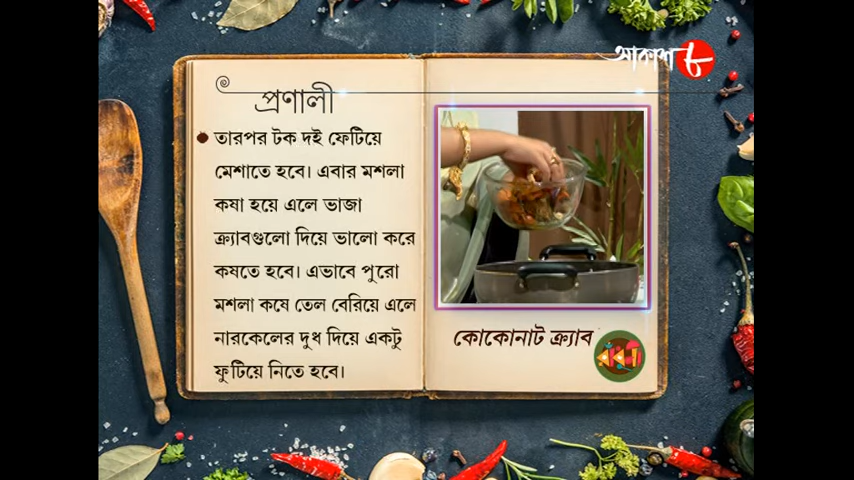 আকাশ ৮
প্রণালী
তারপর টক দই ফেটিয়ে
মেশাতে হবে। এবার মশলা
কষা হয়ে এলে ভাজা
ক্র্যাবগুলো দিয়ে ভালো করে
কষতে হবে। এভাবে পুরো
মশলা কষে তেল বেরিয়ে এলে
নারকেলের দুধ দিয়ে একটু
ফুটিয়ে নিতে হবে।
কোকোনাট ক্র্যাব